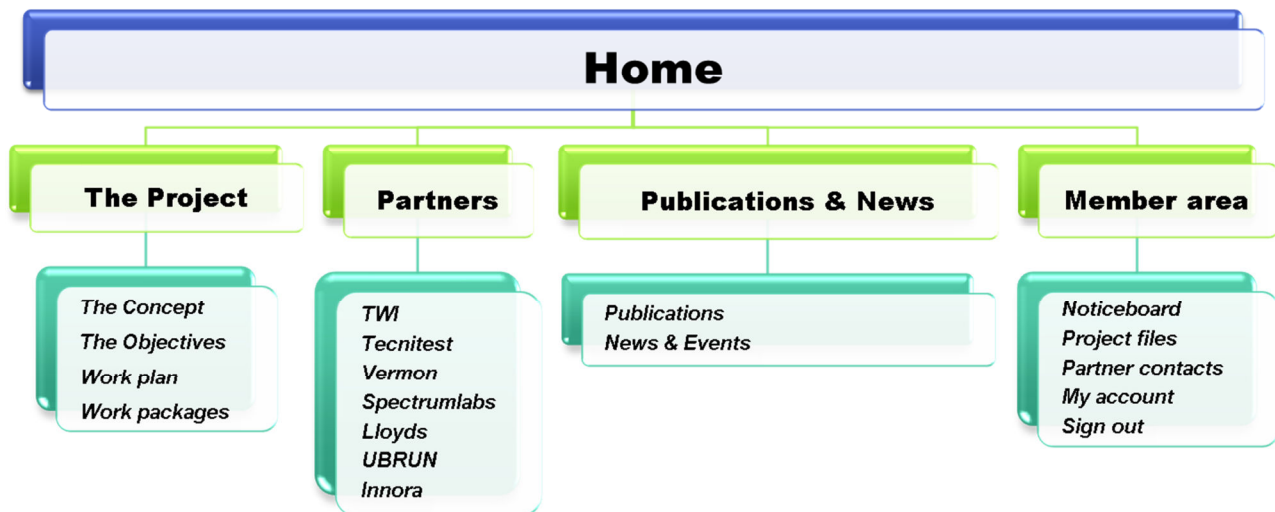 Home
The Project
Partners
Publications & News
Member area
The Concept
The Objectives
Work plan
Work packages
TWI
Tecnitest
Vermon
Spectrumlabs
Lloyds
UBRUN
Innora
Publications
News & Events
Noticeboard
Project files
Partner contacts
My account
Sign out